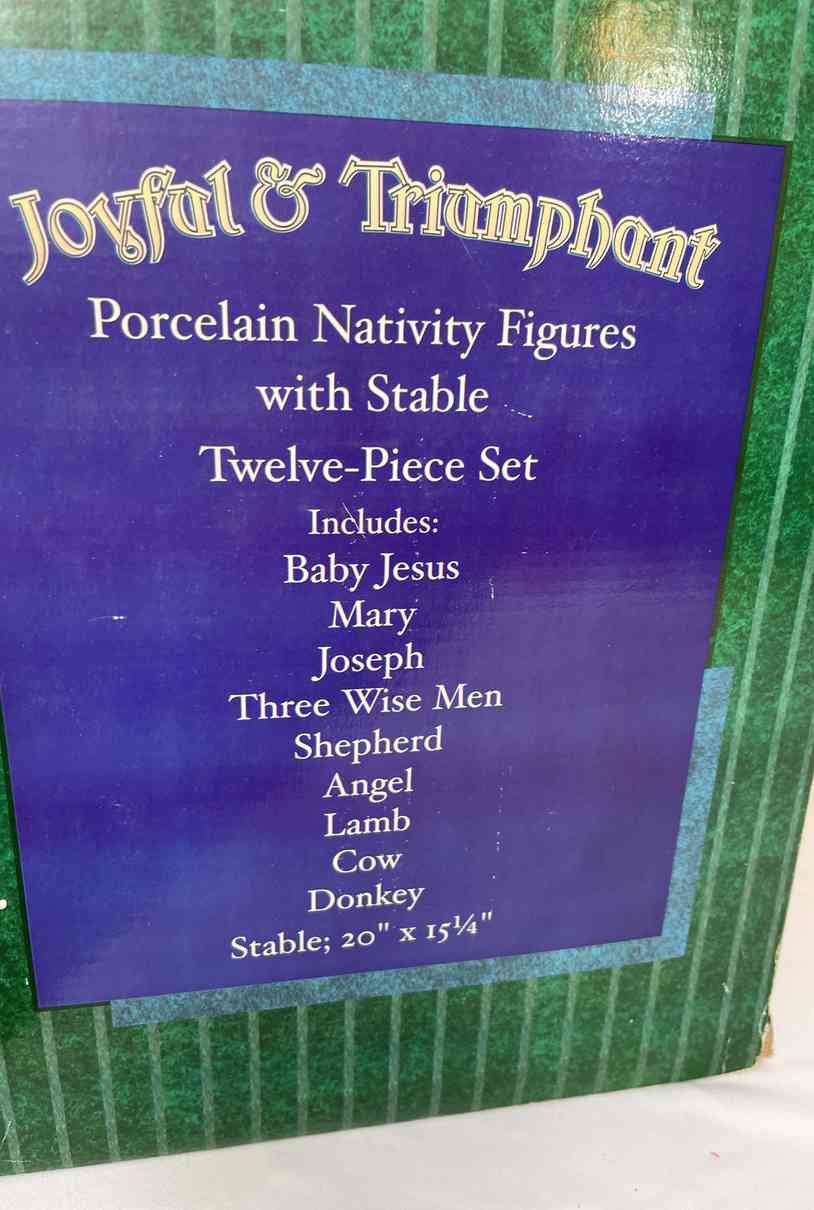 Joyful & Triumphant
Porcelain Nativity Figures
with Stable
Twelve-Piece Set
Includes:
Baby Jesus
Mary
Joseph
Three Wise Men
Shepherd
Angel
Lamb
Cow
Donkey
Stable; 20" x 15¼"